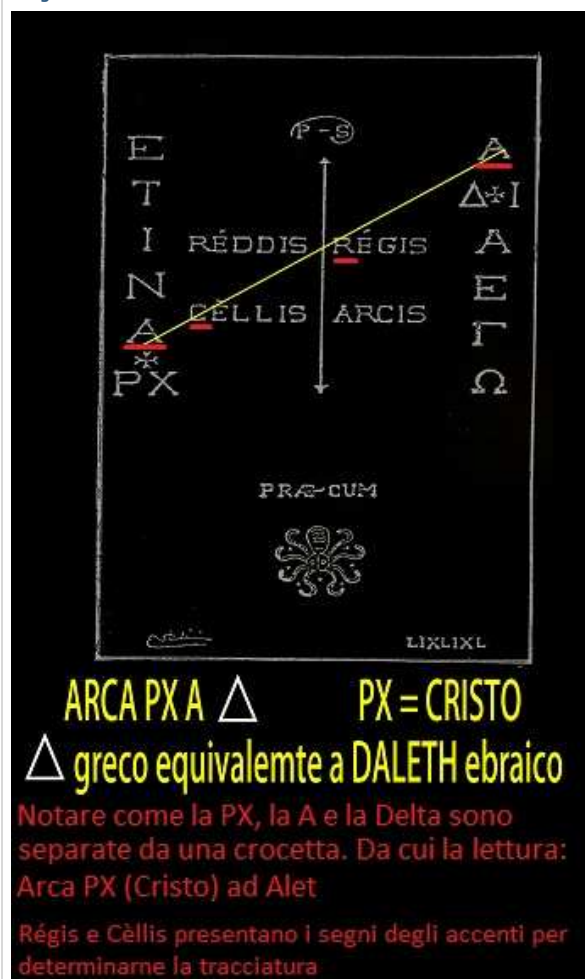 P-S
E
T
I
N
A
PX
RÉDDIS RÉGIS
CÈLLIS ARCIS
A
Δ✠I
A
E
Γ
Ω
PRÆ-CUM
LIXLIXL
ARCA PX A Δ PX = CRISTO
Δ greco equivalemte a DALETH ebraico
Notare come la PX, la A e la Delta sono
separate da una crocetta. Da cui la lettura:
Arca PX (Cristo) ad Alet
Régis e Cèllis presentano i segni degli accenti per
determinarne la tracciatura